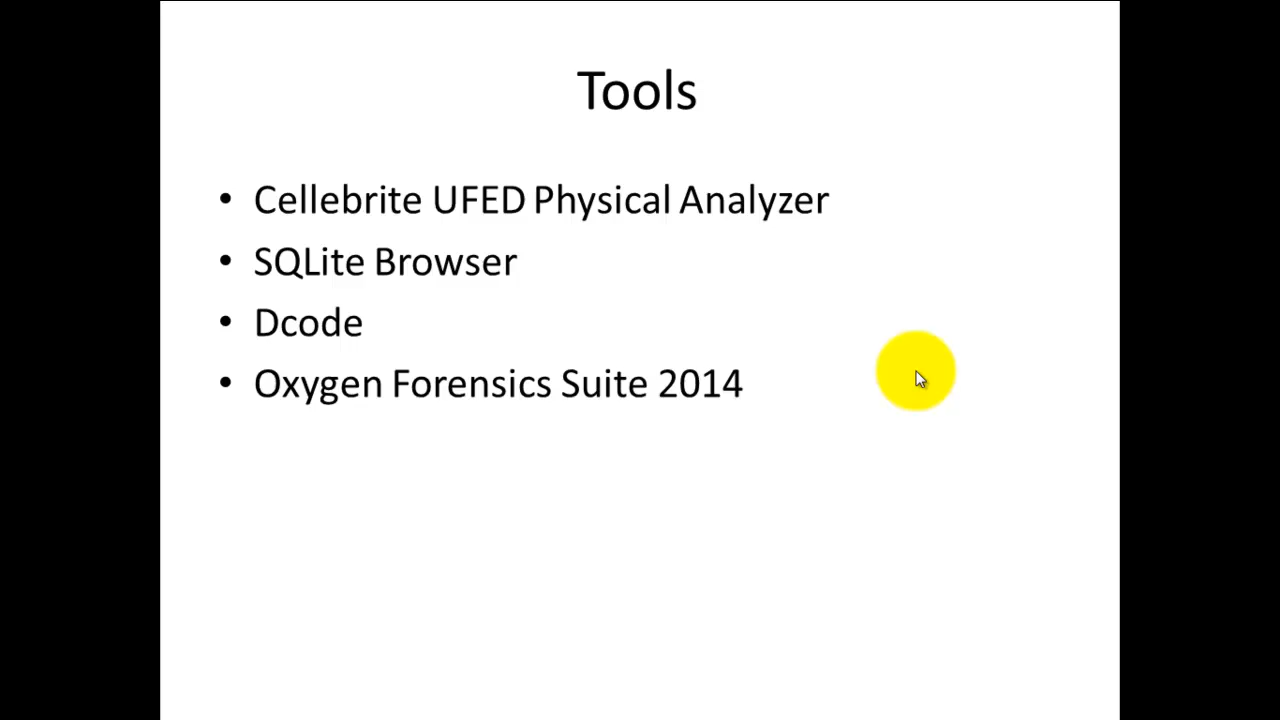 Tools
• Cellebrite UFED Physical Analyzer
• SQLite Browser
• Dcode
• Oxygen Forensics Suite 2014